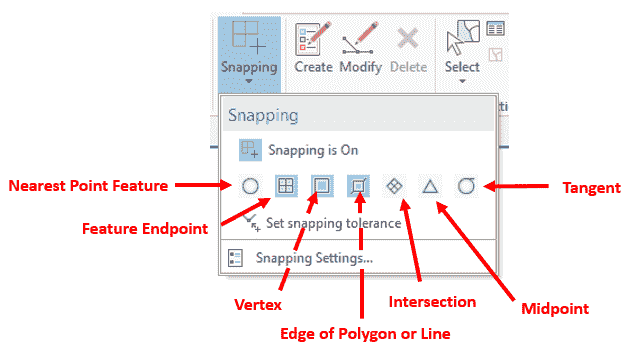 Snapping
Create
Modify
Delete
Select
Snapping
Snapping is On
Nearest Point Feature
Tangent
Feature Endpoint
Set snapping tolerance
Snapping Settings...
Vertex
Intersection
Midpoint
Edge of Polygon or Line